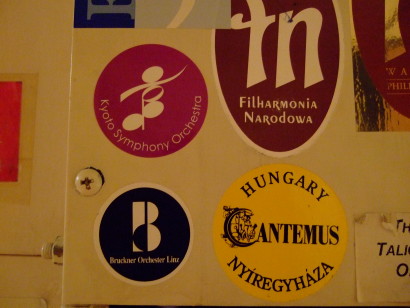 Kyoto Symphony Orchestra
fn
FILHARMONIA
NARODOWA
B
Bruckner Orchester Linz
HUNGARY
CANTEMUS
NYÍREGYHÁZA